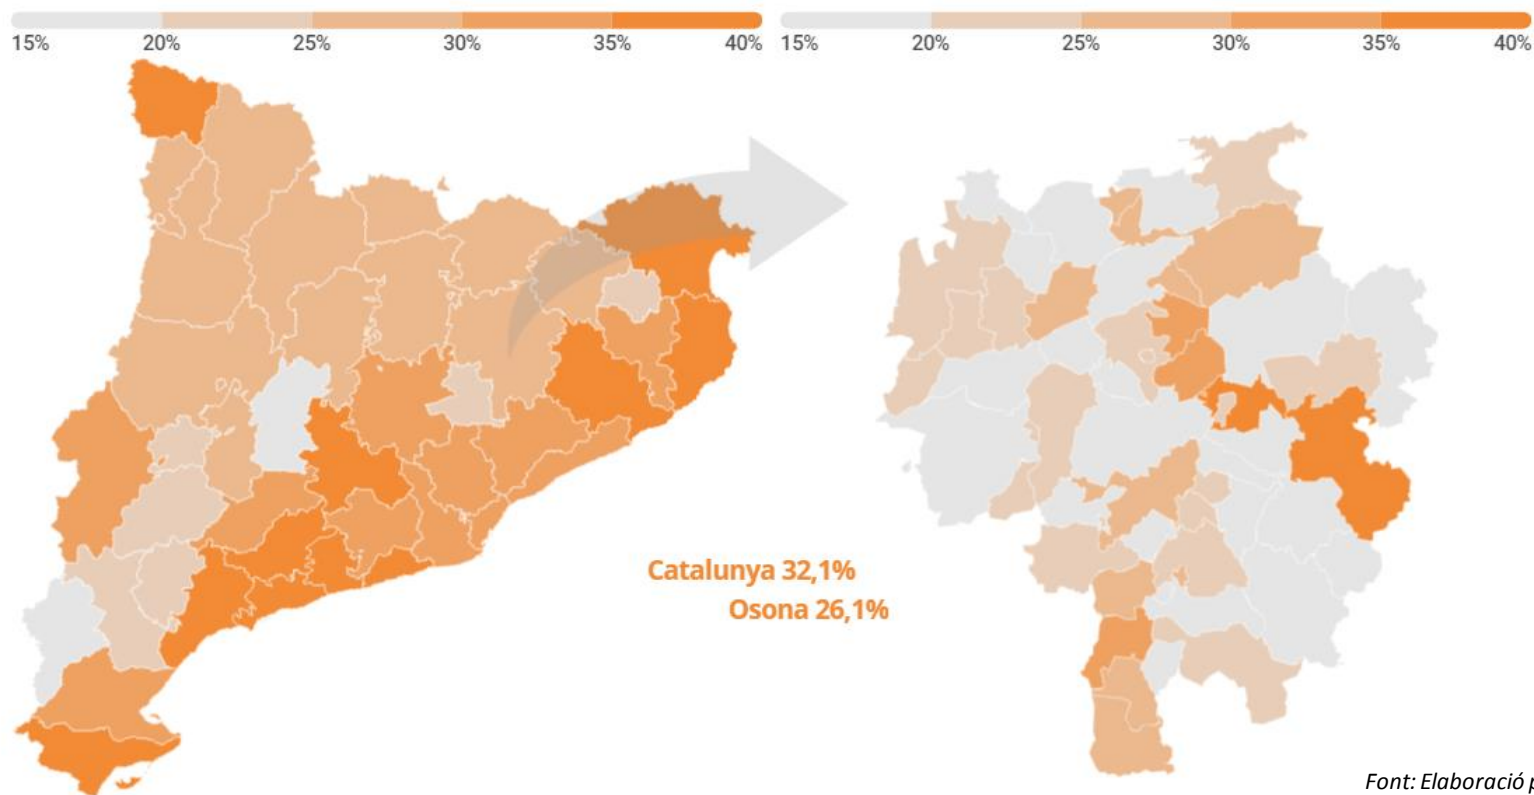 15% 20% 25% 30% 35% 40%
15% 20% 25% 30% 35% 40%
Catalunya 32,1%
Osona 26,1%
Font: Elaboració p